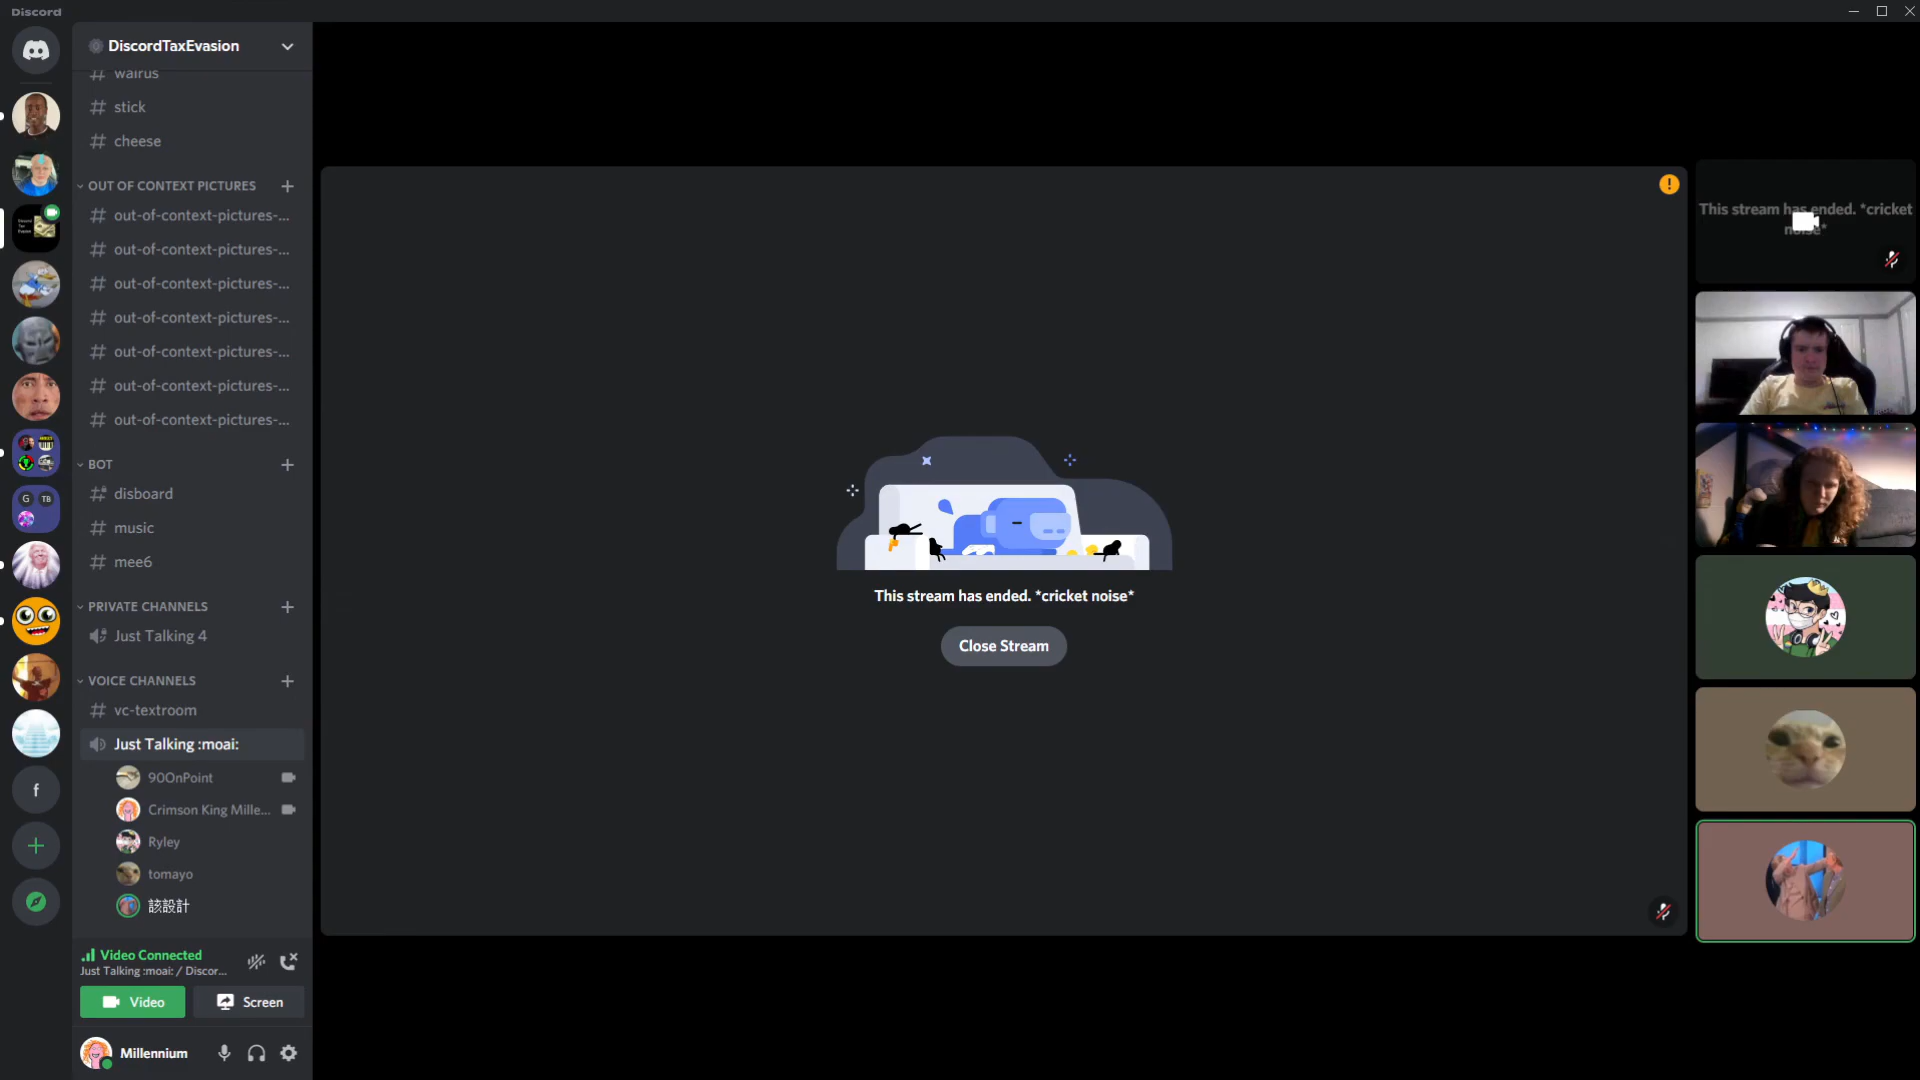 Discord
DiscordTaxEvasion
walrus
stick
cheese
OUT OF CONTEXT PICTURES
out-of-context-pictures-...
out-of-context-pictures-...
out-of-context-pictures-...
out-of-context-pictures-...
out-of-context-pictures-...
out-of-context-pictures-...
out-of-context-pictures-...
BOT
disboard
music
mee6
PRIVATE CHANNELS
Just Talking 4
VOICE CHANNELS
vc-textroom
Just Talking :moai:
90OnPoint
Crimson King Mille...
Ryley
tomayo
該設計
Video Connected
Just Talking :moai: / Discor...
Video
Screen
Millennium
G
TB
f
This stream has ended. *cricket noise*
Close Stream
This stream has ended. *cricket
noise*